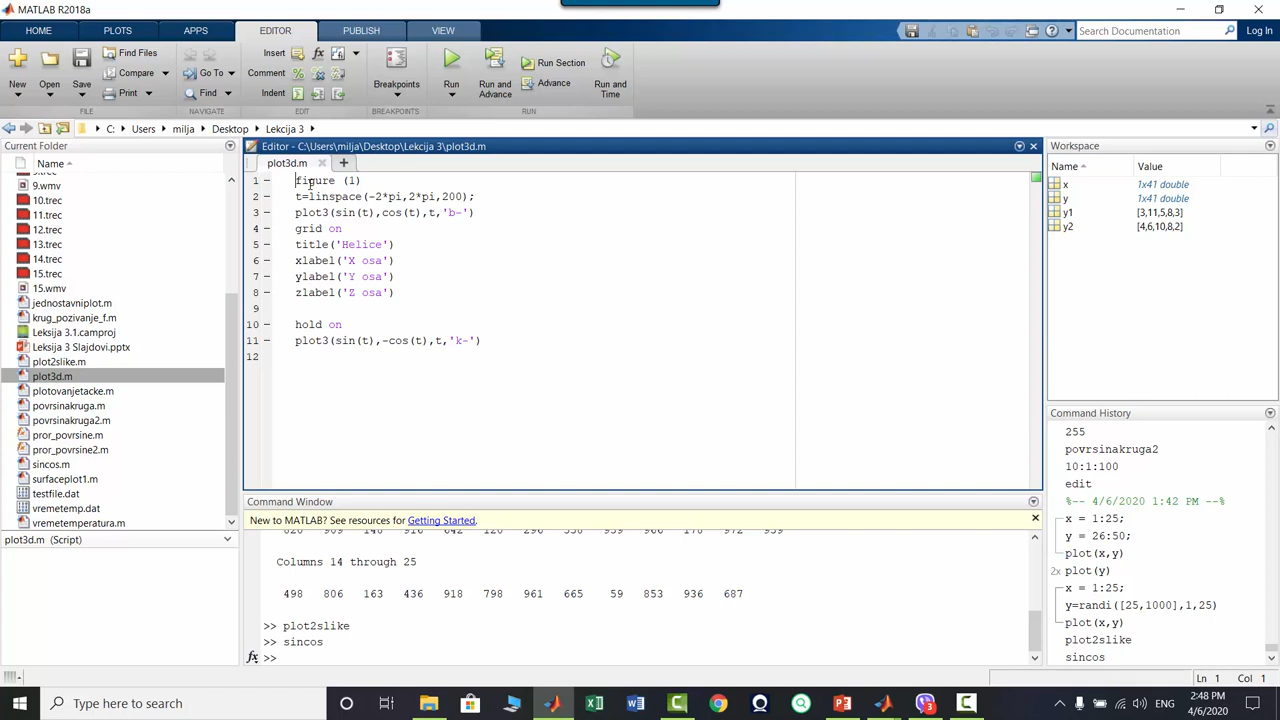 MATLAB R2018a
HOME PLOTS APPS EDITOR PUBLISH VIEW
Search Documentation
Log In
New Open Save Find Files Compare Print
Go To Find
Insert Comment Indent
Breakpoints
Run Run and Advance Run Section Advance Run and Time
FILE NAVIGATE EDIT BREAKPOINTS RUN
C: Users milja Desktop Lekcija 3
Current Folder
Name
9.wmv
10.trec
11.trec
12.trec
13.trec
14.trec
15.trec
15.wmv
jednostavniplot.m
krug_pozivanje_f.m
Leksija 3.1.camproj
Leksija 3 Slajdovi.pptx
plot2slike.m
plot3d.m
plotovanjetacke.m
povrsinakruga.m
povrsinakruga2.m
pror_povrsine.m
pror_povrsine2.m
sincos.m
surfaceplot1.m
testfile.dat
vremetemp.dat
vremetemperatura.m
plot3d.m (Script)
Editor - C:\Users\milja\Desktop\Lekcija 3\plot3d.m
plot3d.m
1 figure (1)
2 t=linspace(-2*pi,2*pi,200);
3 plot3(sin(t),cos(t),t,'b-')
4 grid on
5 title('Helice')
6 xlabel('X osa')
7 ylabel('Y osa')
8 zlabel('Z osa')
9
10 hold on
11 plot3(sin(t),-cos(t),t,'k-')
12
Command Window
New to MATLAB? See resources for Getting Started.
Columns 14 through 25
498 806 163 436 918 798 961 665 59 853 936 687
>> plot2slike
>> sincos
fx >>
Workspace
Name Value
x 1x41 double
y 1x41 double
y1 [3,11,5,8,3]
y2 [4,6,10,8,2]
Command History
255
povrsinakruga2
10:1:100
edit
%-- 4/6/2020 1:42 PM --%
x = 1:25;
y = 26:50;
plot(x,y)
2x plot(y)
x = 1:25;
y=randi([25,1000],1,25)
plot(x,y)
plot2slike
sincos
Ln 1 Col 1
Type here to search
ENG
2:48 PM
4/6/2020